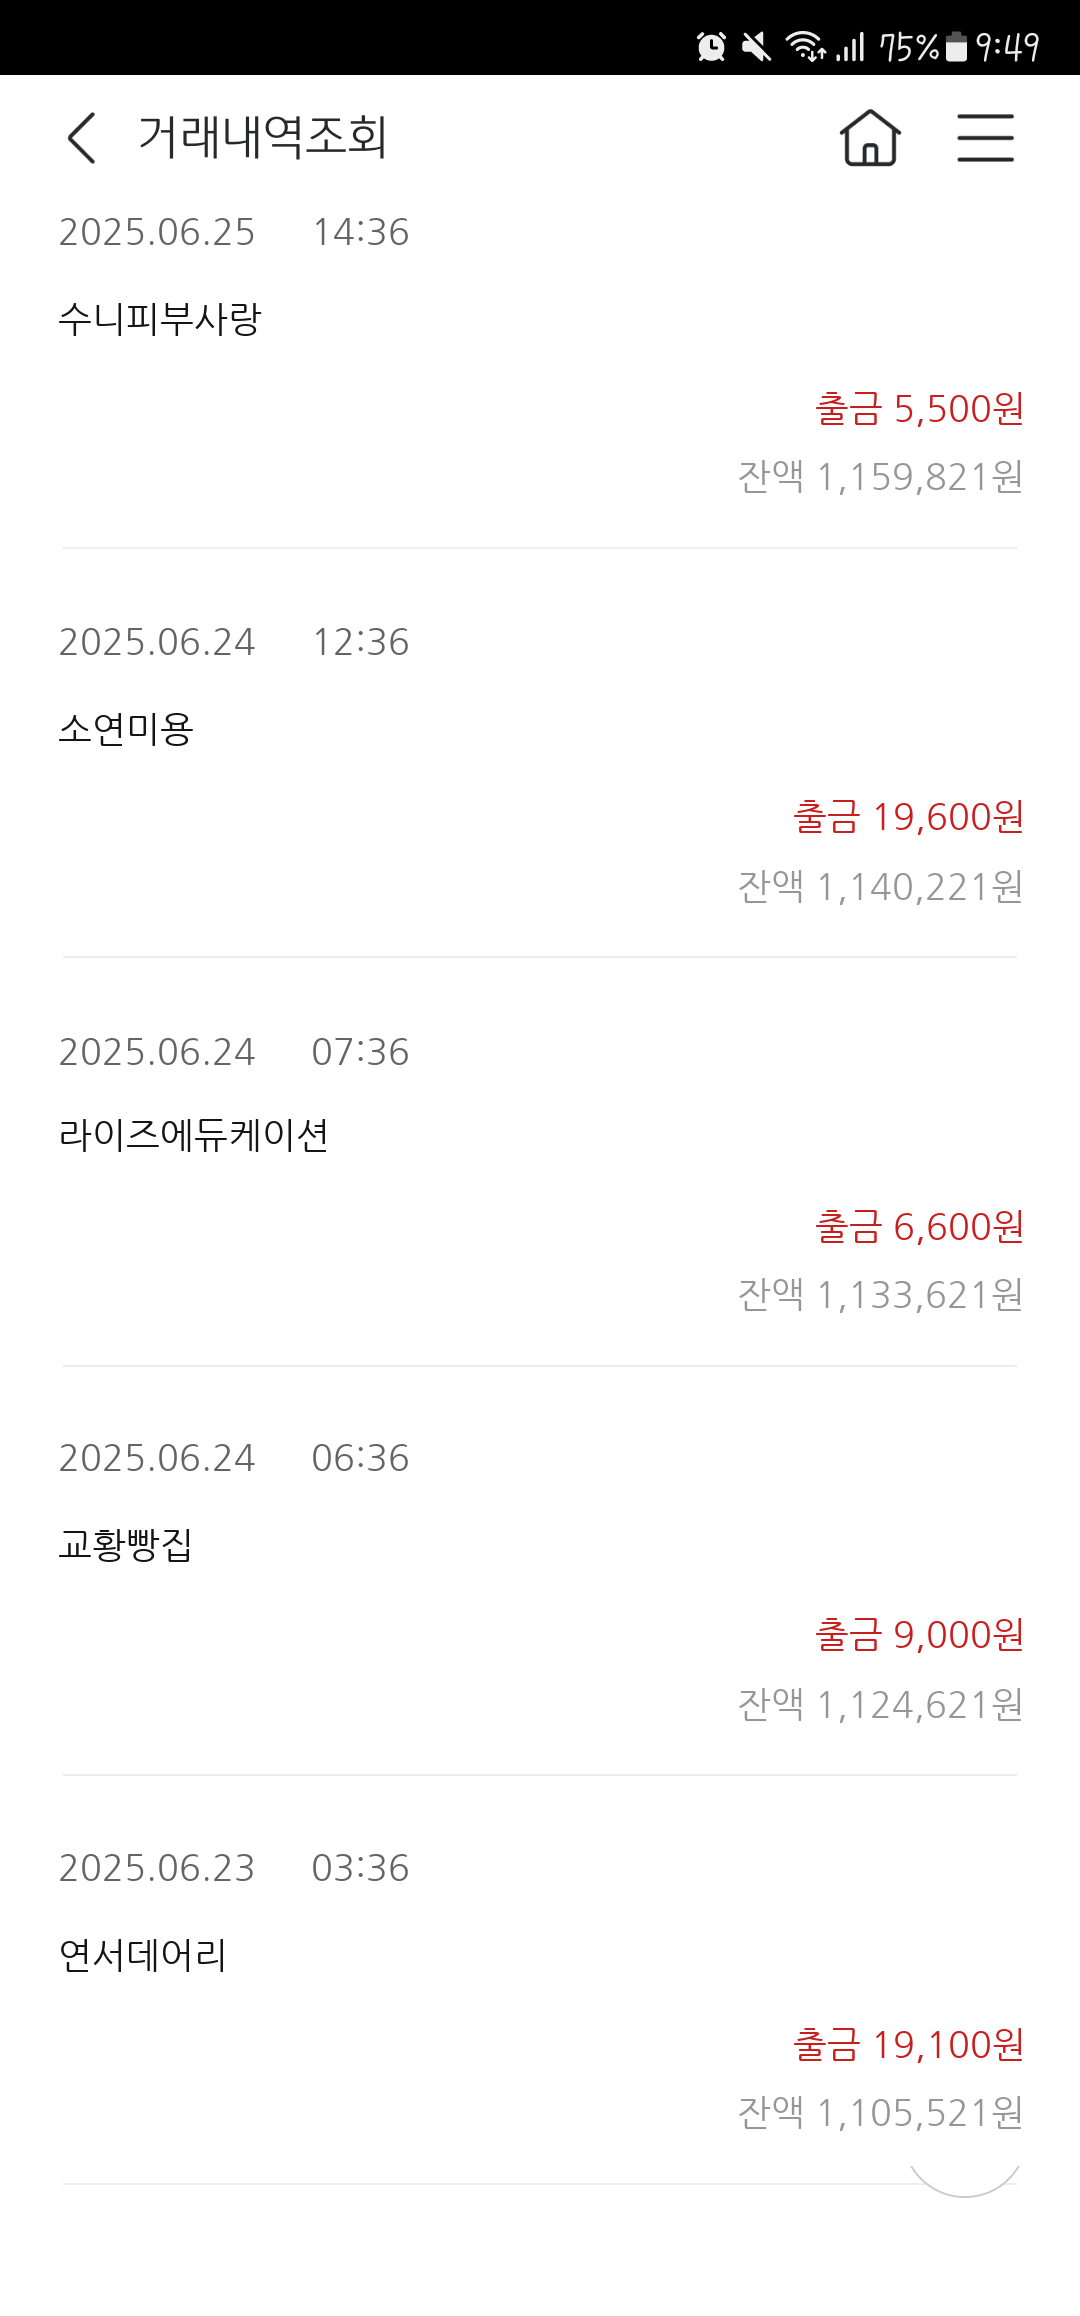 75% 9:49
거래내역조회
2025.06.25 14:36
수니피부사랑
출금 5,500원
잔액 1,159,821원
2025.06.24 12:36
소연미용
출금 19,600원
잔액 1,140,221원
2025.06.24 07:36
라이즈에듀케이션
출금 6,600원
잔액 1,133,621원
2025.06.24 06:36
교황빵집
출금 9,000원
잔액 1,124,621원
2025.06.23 03:36
연서데어리
출금 19,100원
잔액 1,105,521원